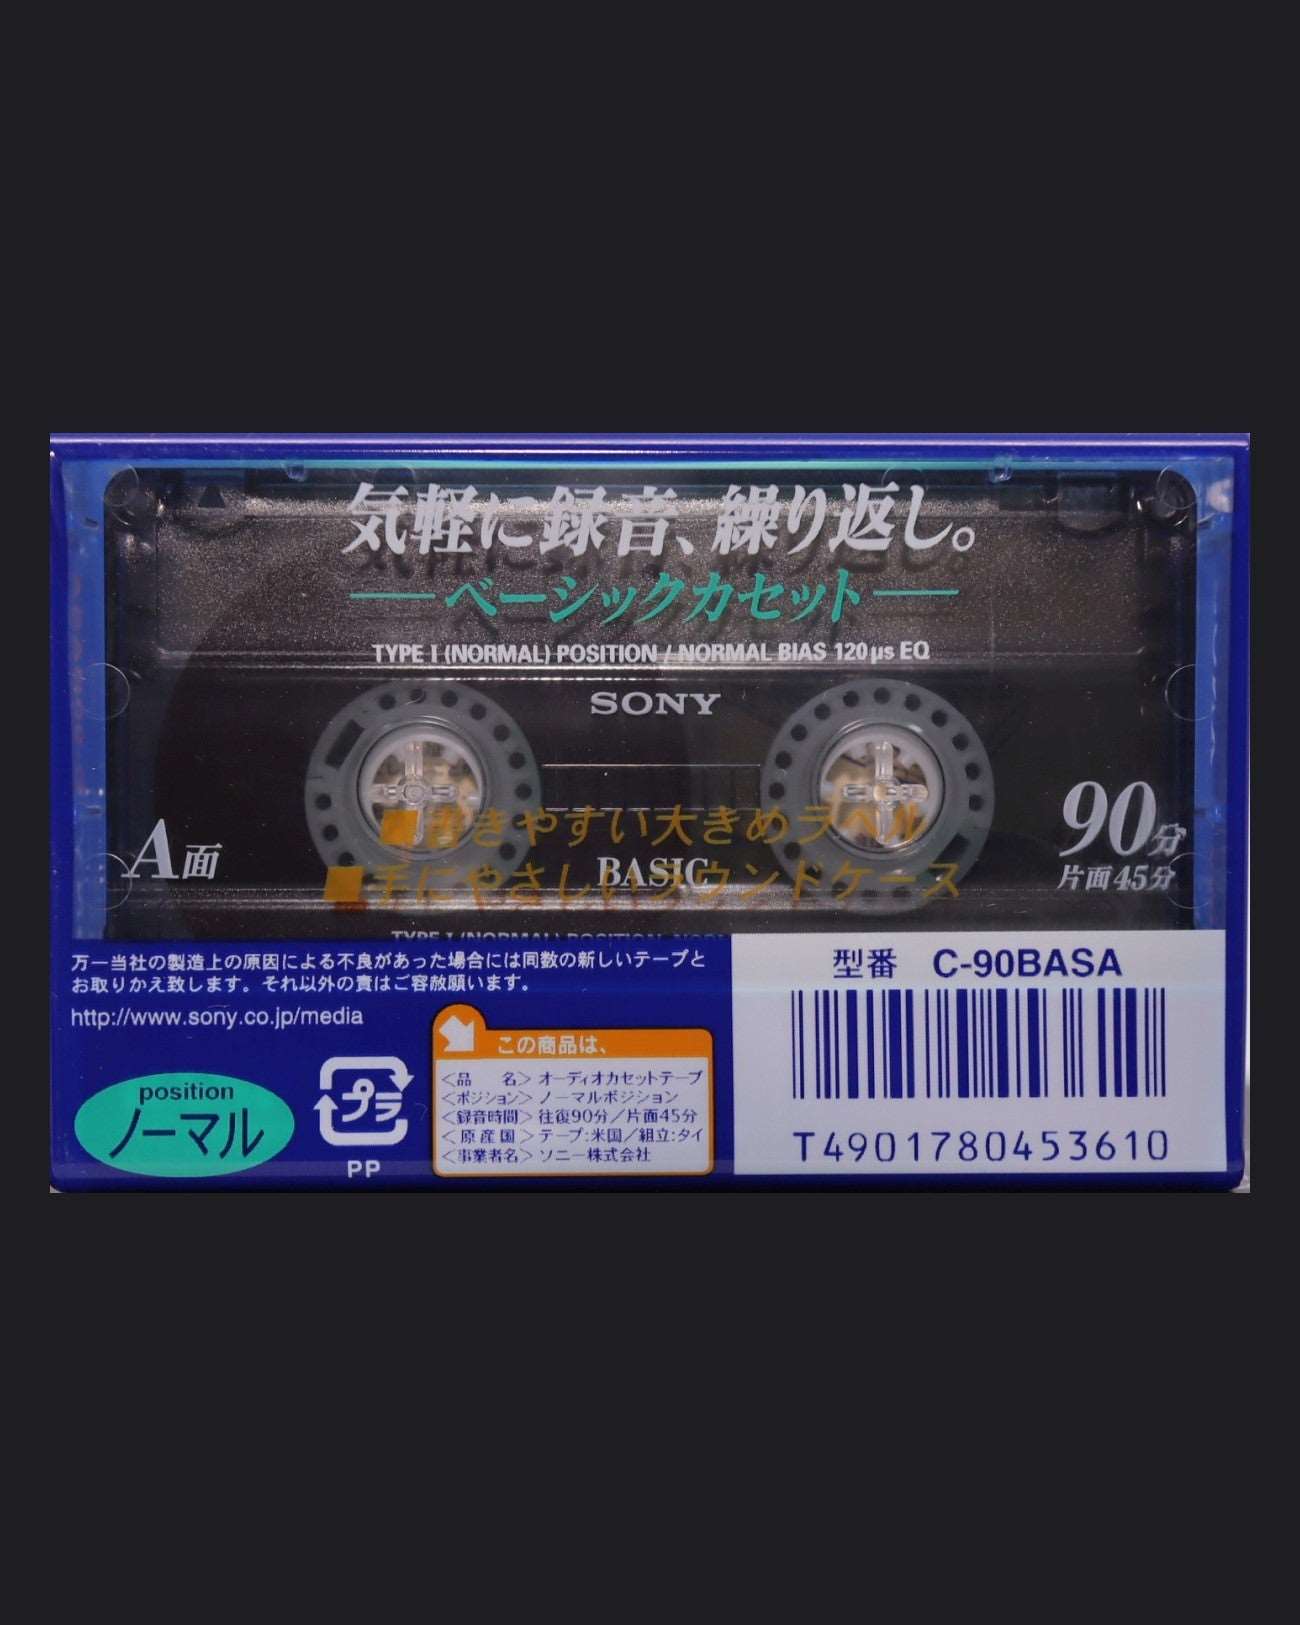 気軽に録音、繰り返し。
ベーシックカセット
TYPE I (NORMAL) POSITION / NORMAL BIAS 120 μs EQ
SONY
90分
片面45分
■書きやすい大きめラベル
A面
BASIC
■手にやさしいラウンドケース
TYPE I (NORMAL) POSITION
万一当社の製造上の原因による不良があった場合には同数の新しいテープと
お取りかえ致します。それ以外の責はご容赦願います。
http://www.sony.co.jp/media
position
ノーマル
プラ
PP
この商品は、
<品 名> オーディオカセットテープ
<ポジション> ノーマルポジション
<録音時間> 往復90分/片面45分
<原産国> テープ:米国/組立:タイ
<事業者名> ソニー株式会社
型番 C-90BASA
T4901780453610